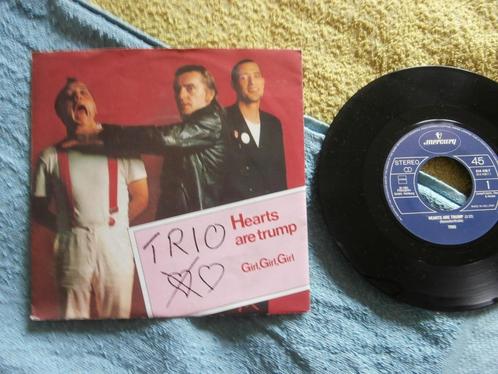 TRIO
Hearts
are trump
Girl, Girl, Girl
mercury
STEREO
45
1
HEARTS ARE TRUMP
TRIO